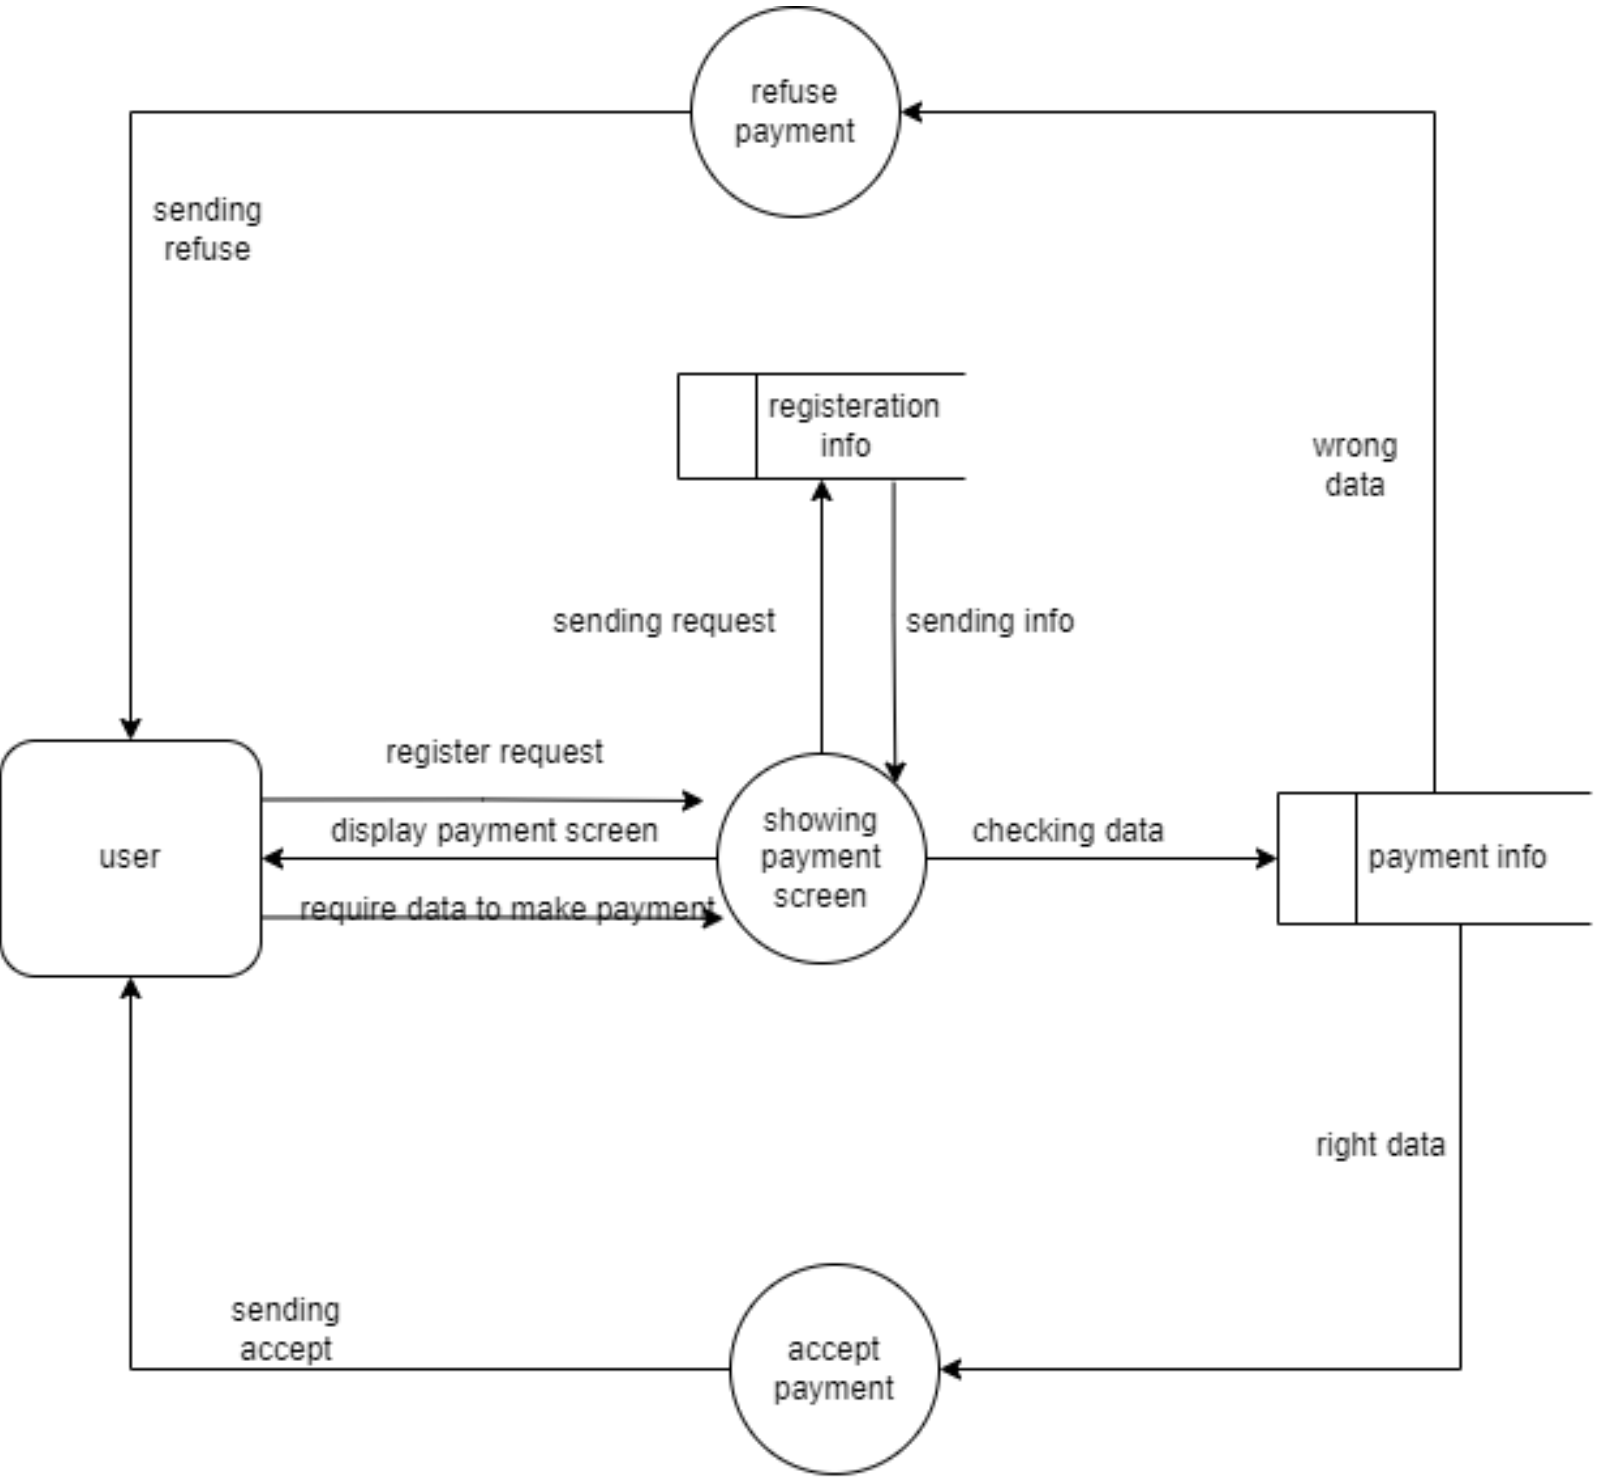 refuse
payment
sending
refuse
registeration
info
wrong
data
sending request
sending info
register request
display payment screen
require data to make payment
user
showing
payment
screen
checking data
payment info
right data
sending
accept
accept
payment